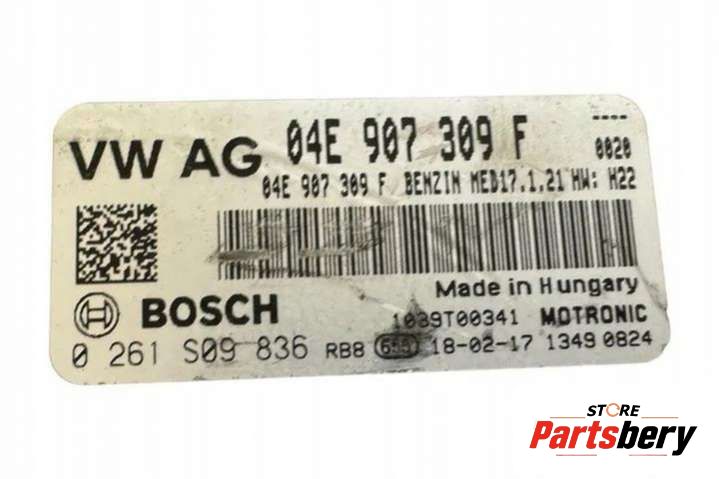 VW AG 04E 907 309 F ----
0020
04E 907 309 F BENZIN MED17.1.21 HW: H22
Made in Hungary
BOSCH 1039T00341 MOTRONIC
0 261 S09 836 RB8 655 18-02-17 1349 0824
STORE
Partsbery